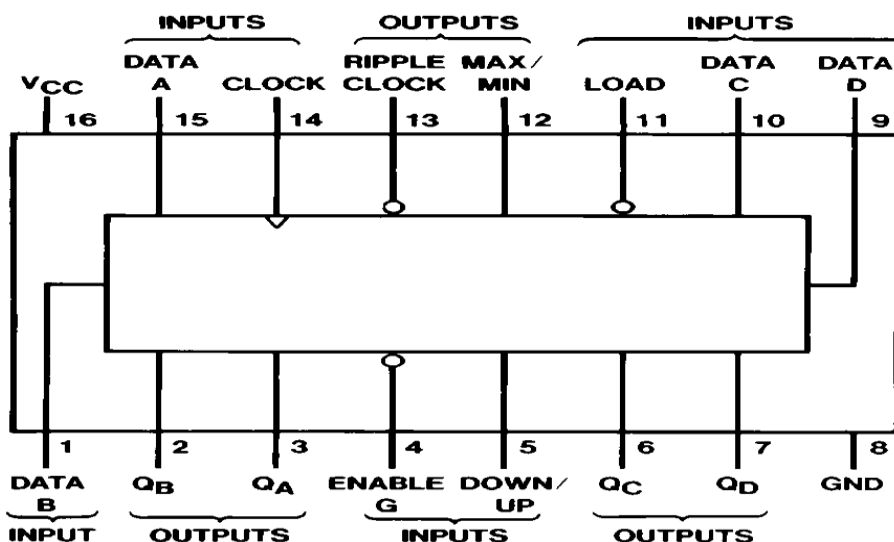 INPUTS OUTPUTS INPUTS
DATA RIPPLE MAX/ DATA DATA
VCC A CLOCK CLOCK MIN LOAD C D
16 15 14 13 12 11 10 9
1 2 3 4 5 6 7 8
DATA QB QA ENABLE DOWN/ QC QD GND
B G UP
INPUT OUTPUTS INPUTS OUTPUTS